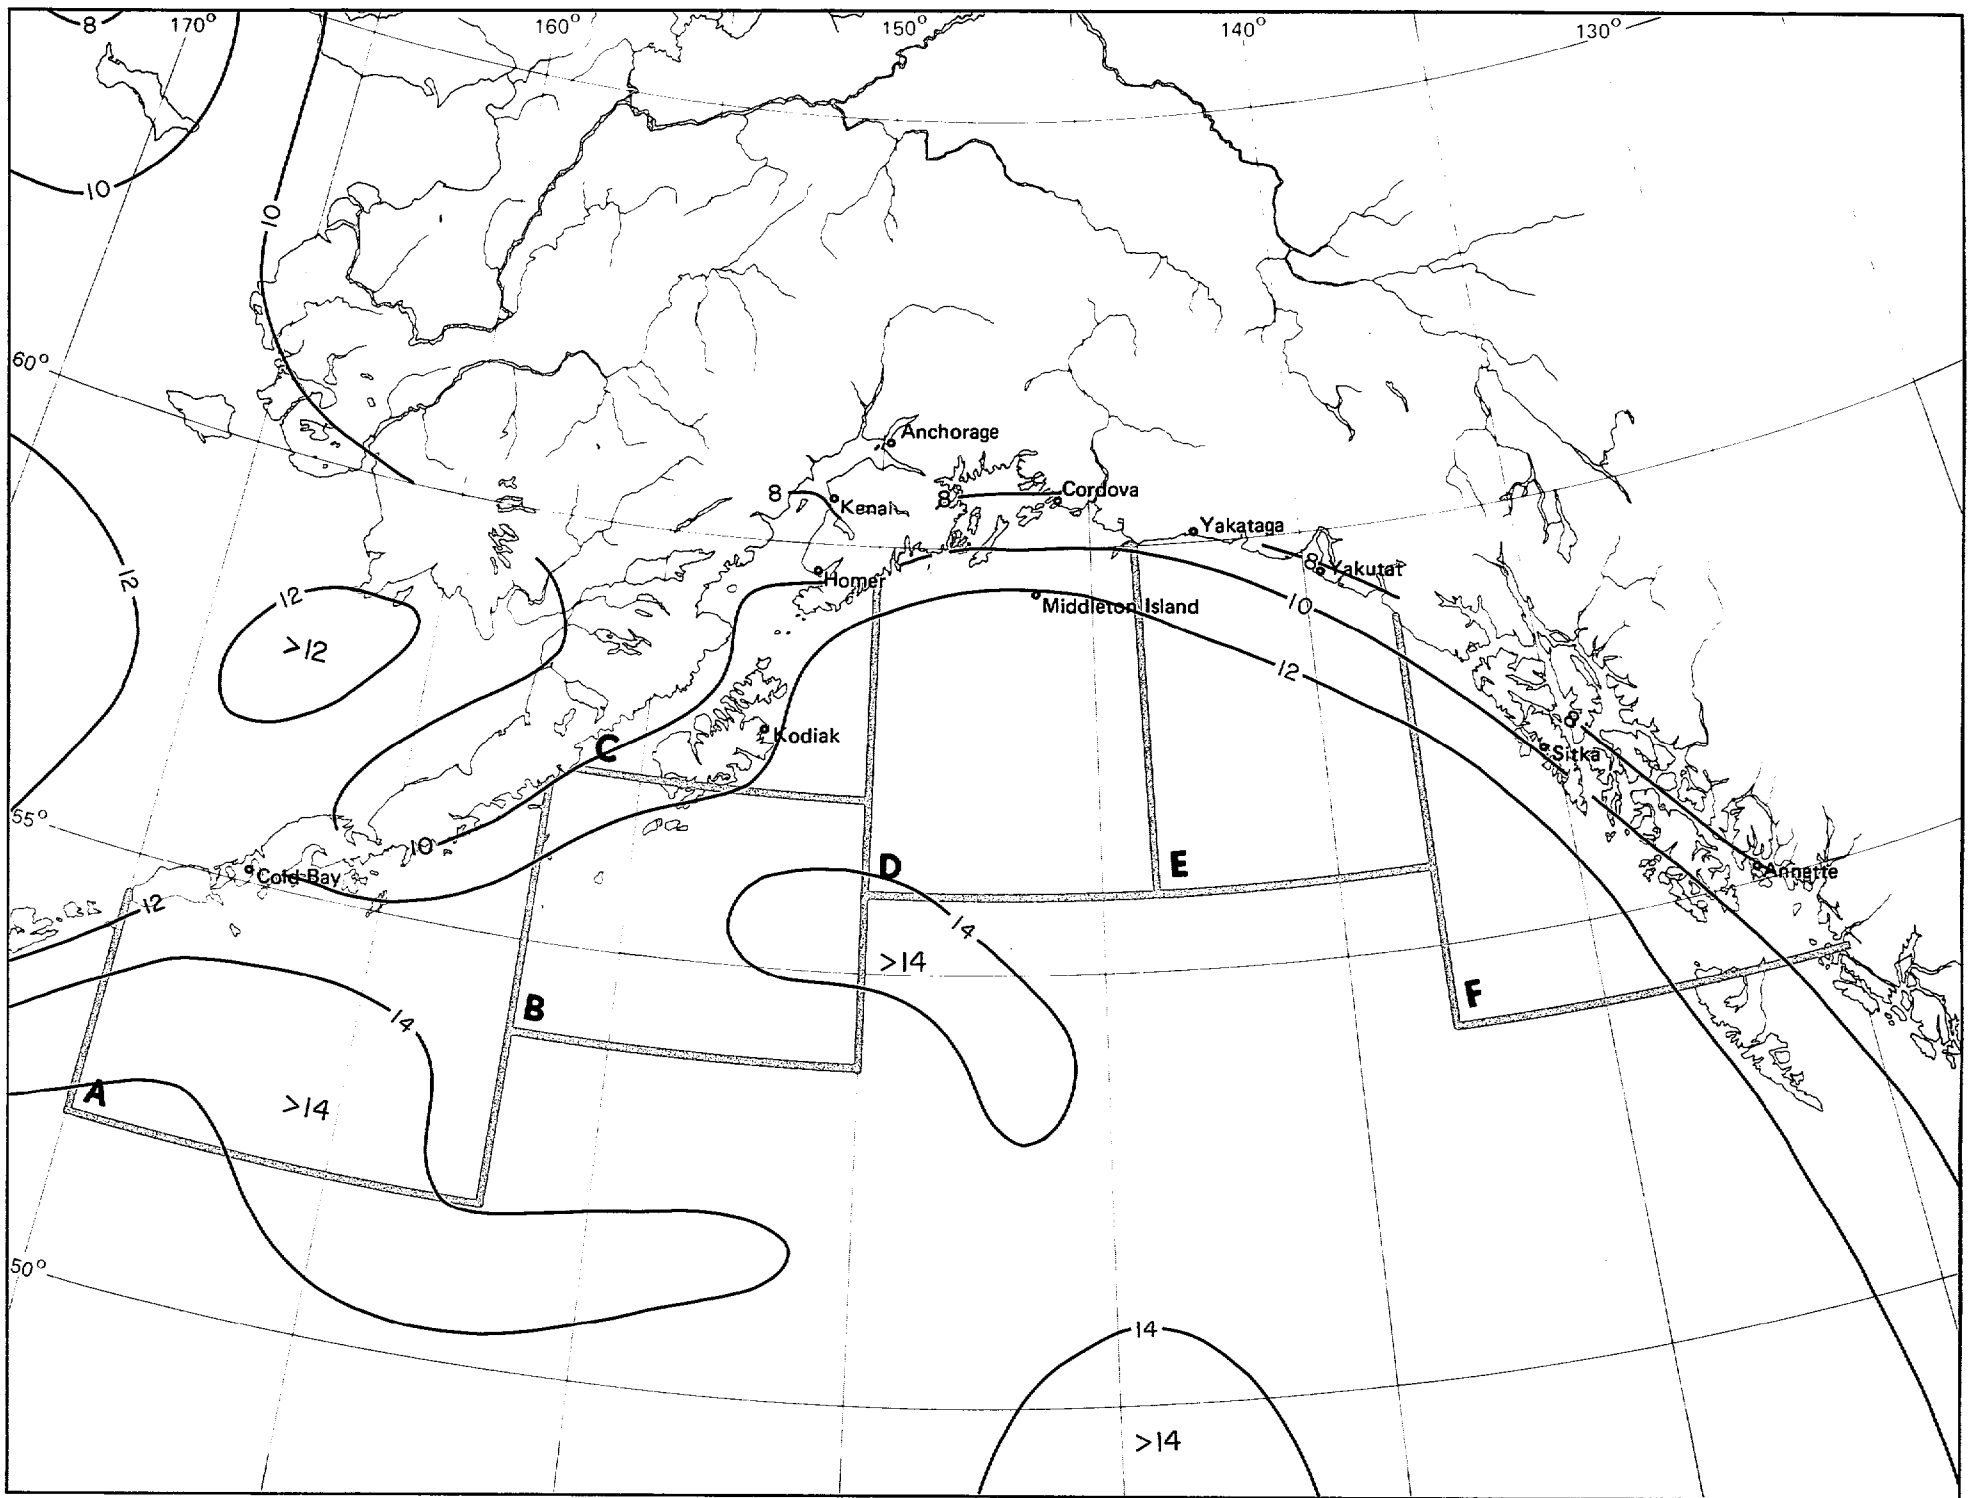 8
170°
160°
150°
140°
130°
10
10
60°
Anchorage
8
Kenai
8
Cordova
Yakataga
12
8
Yakutat
Homer
12
10
Middleton Island
>12
12
8
Kodiak
C
Sitka
55°
10
Cold Bay
D
E
Annette
12
14
>14
F
B
14
A
>14
50°
14
>14